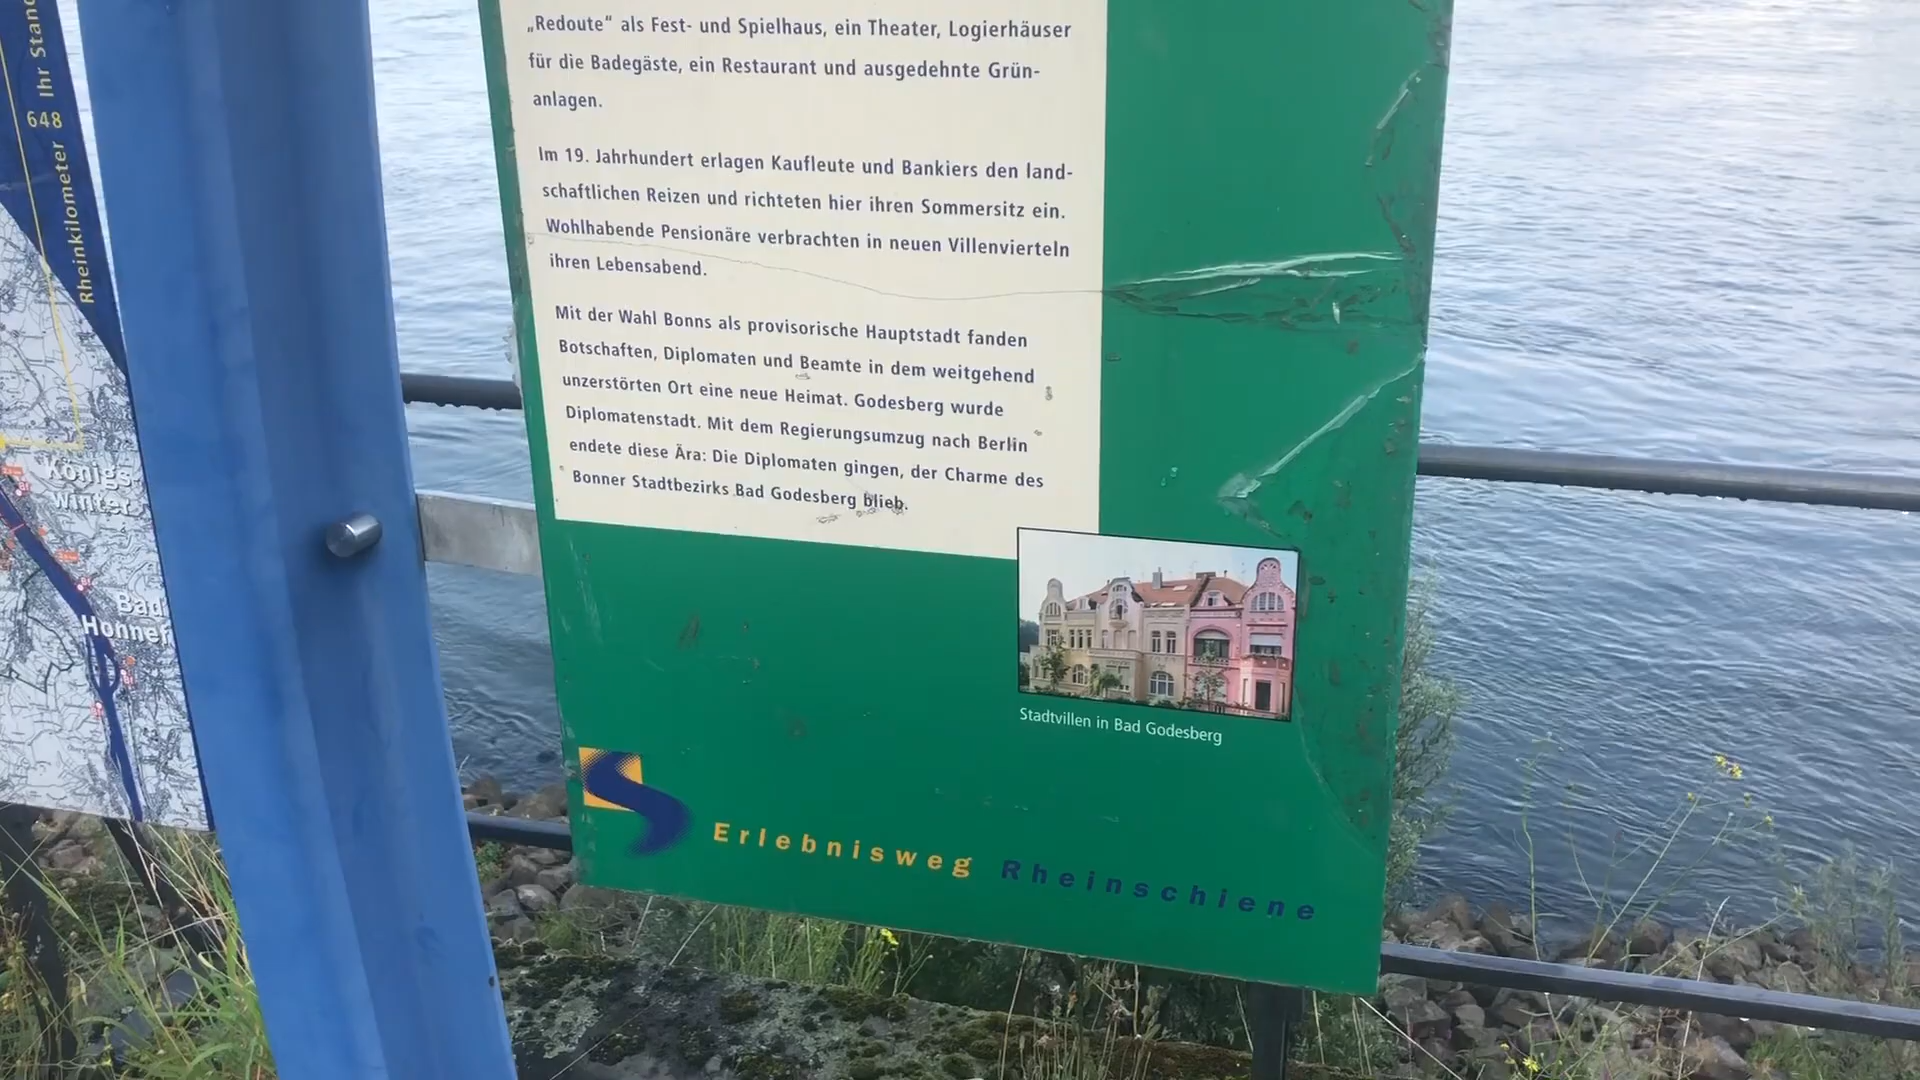 „Redoute“ als Fest- und Spielhaus, ein Theater, Logierhäuser
für die Badegäste, ein Restaurant und ausgedehnte Grün-
anlagen.
Im 19. Jahrhundert erlagen Kaufleute und Bankiers den land-
schaftlichen Reizen und richteten hier ihren Sommersitz ein.
Wohlhabende Pensionäre verbrachten in neuen Villenvierteln
ihren Lebensabend.
Mit der Wahl Bonns als provisorische Hauptstadt fanden
Botschaften, Diplomaten und Beamte in dem weitgehend
unzerstörten Ort eine neue Heimat. Godesberg wurde
Diplomatenstadt. Mit dem Regierungsumzug nach Berlin
endete diese Ära: Die Diplomaten gingen, der Charme des
Bonner Stadtbezirks Bad Godesberg blieb.
Stadtvillen in Bad Godesberg
Erlebnisweg Rheinschiene
Rheinkilometer 648 Ihr
Königs-
winter
Bad
Honnef